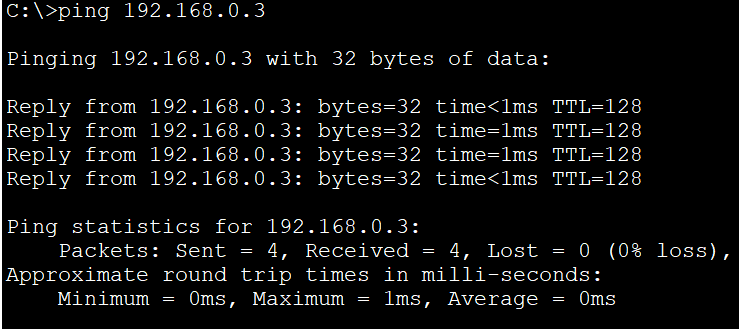 C:\>ping 192.168.0.3
Pinging 192.168.0.3 with 32 bytes of data:
Reply from 192.168.0.3: bytes=32 time<1ms TTL=128
Reply from 192.168.0.3: bytes=32 time=1ms TTL=128
Reply from 192.168.0.3: bytes=32 time=1ms TTL=128
Reply from 192.168.0.3: bytes=32 time<1ms TTL=128
Ping statistics for 192.168.0.3:
    Packets: Sent = 4, Received = 4, Lost = 0 (0% loss),
Approximate round trip times in milli-seconds:
    Minimum = 0ms, Maximum = 1ms, Average = 0ms